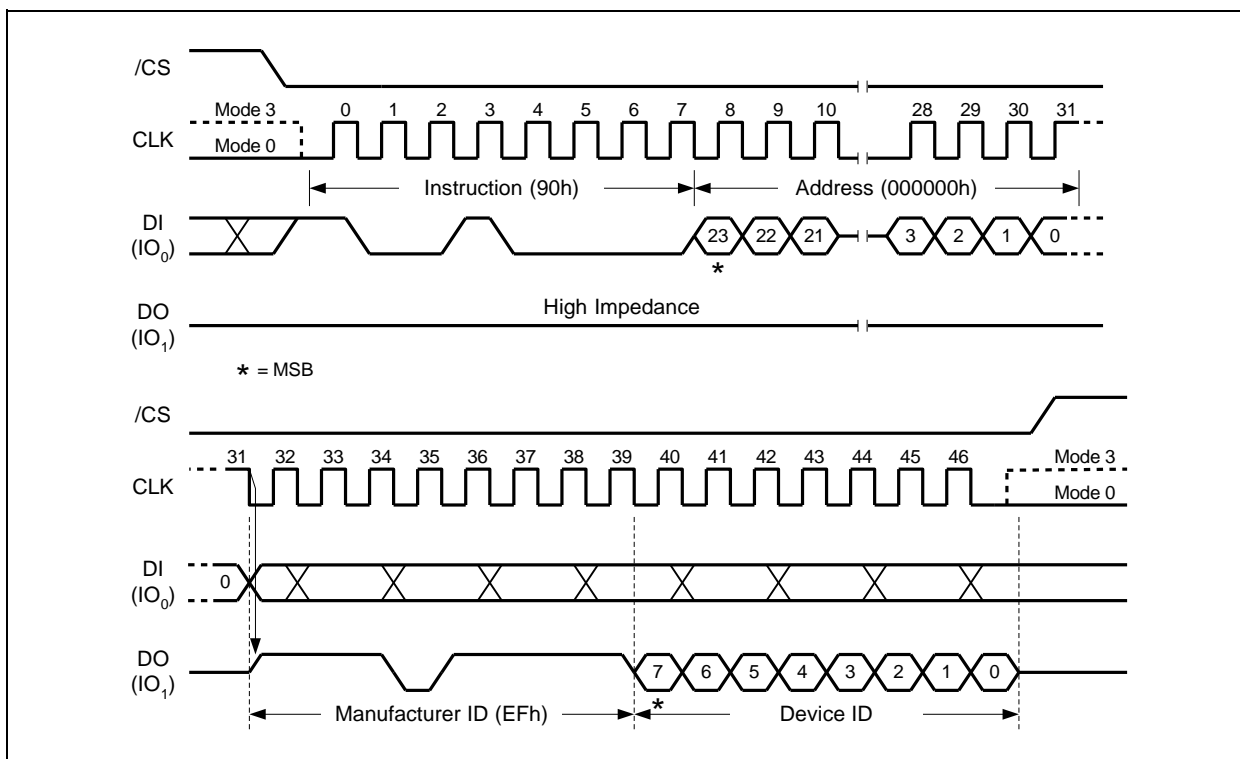 /CS
Mode 3 0 1 2 3 4 5 6 7 8 9 10 28 29 30 31
CLK
Mode 0
Instruction (90h) Address (000000h)
DI
(IO0) 23 22 21 3 2 1 0
*
High Impedance
DO
(IO1)
* = MSB
/CS
31 32 33 34 35 36 37 38 39 40 41 42 43 44 45 46 Mode 3
CLK
Mode 0
DI
(IO0) 0
DO
(IO1) 7 6 5 4 3 2 1 0
*
Manufacturer ID (EFh) Device ID